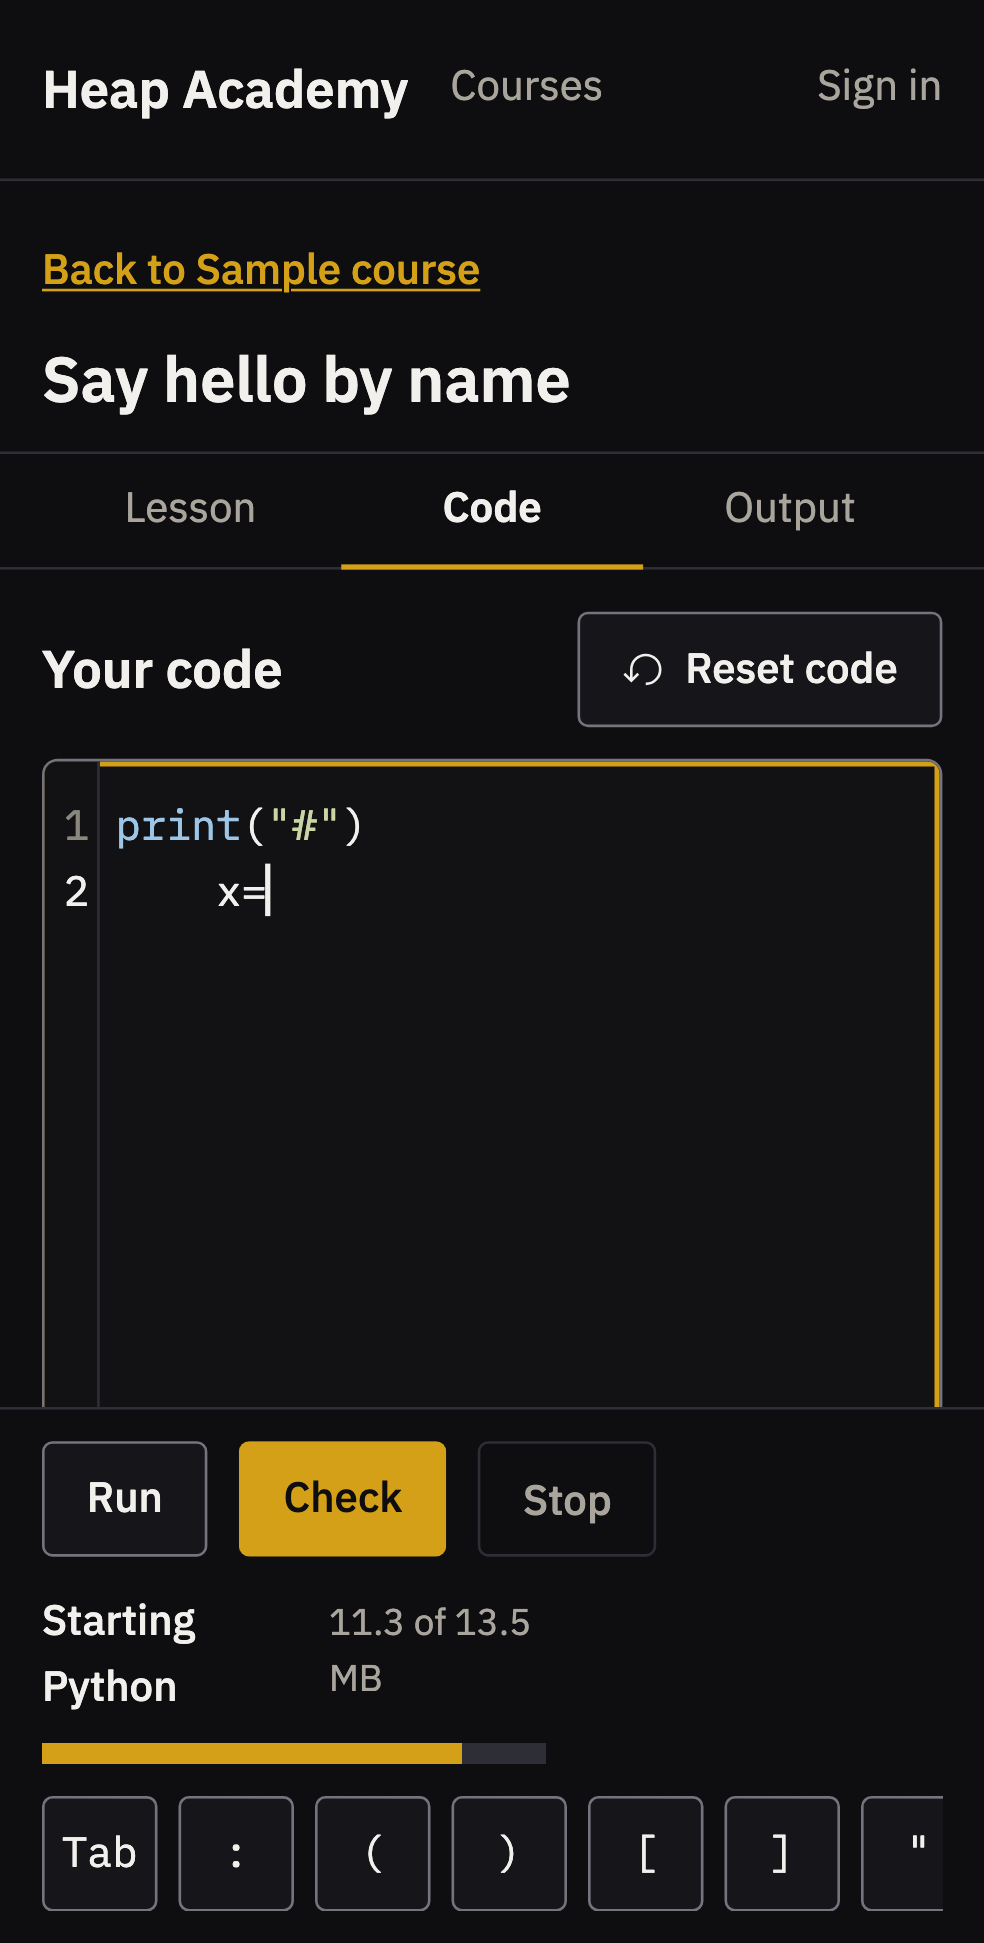 Heap Academy Courses Sign in
Back to Sample course
Say hello by name
Lesson Code Output
Your code Reset code
1 print("#")
2     x=
Run Check Stop
Starting Python 11.3 of 13.5 MB
Tab : ( ) [ ] "